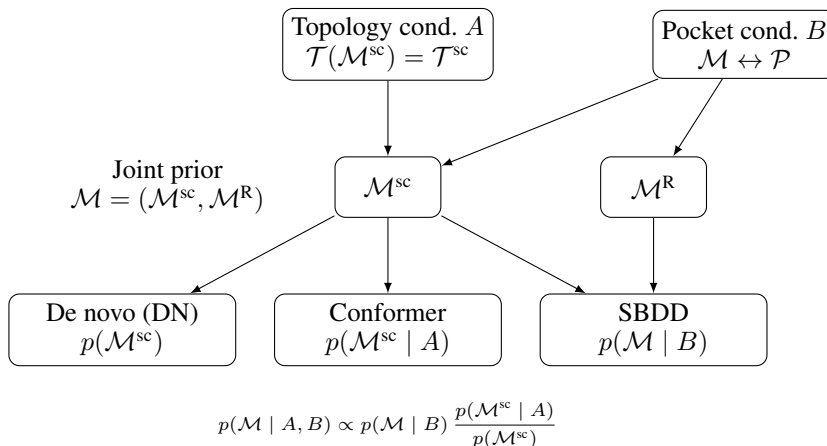 Topology cond. A
𝒯(ℳ^sc) = 𝒯^sc
Pocket cond. B
ℳ ↔ 𝒫
Joint prior
ℳ = (ℳ^sc, ℳ^R)
ℳ^sc
ℳ^R
De novo (DN)
p(ℳ^sc)
Conformer
p(ℳ^sc | A)
SBDD
p(ℳ | B)
p(ℳ | A, B) ∝ p(ℳ | B) p(ℳ^sc | A) / p(ℳ^sc)